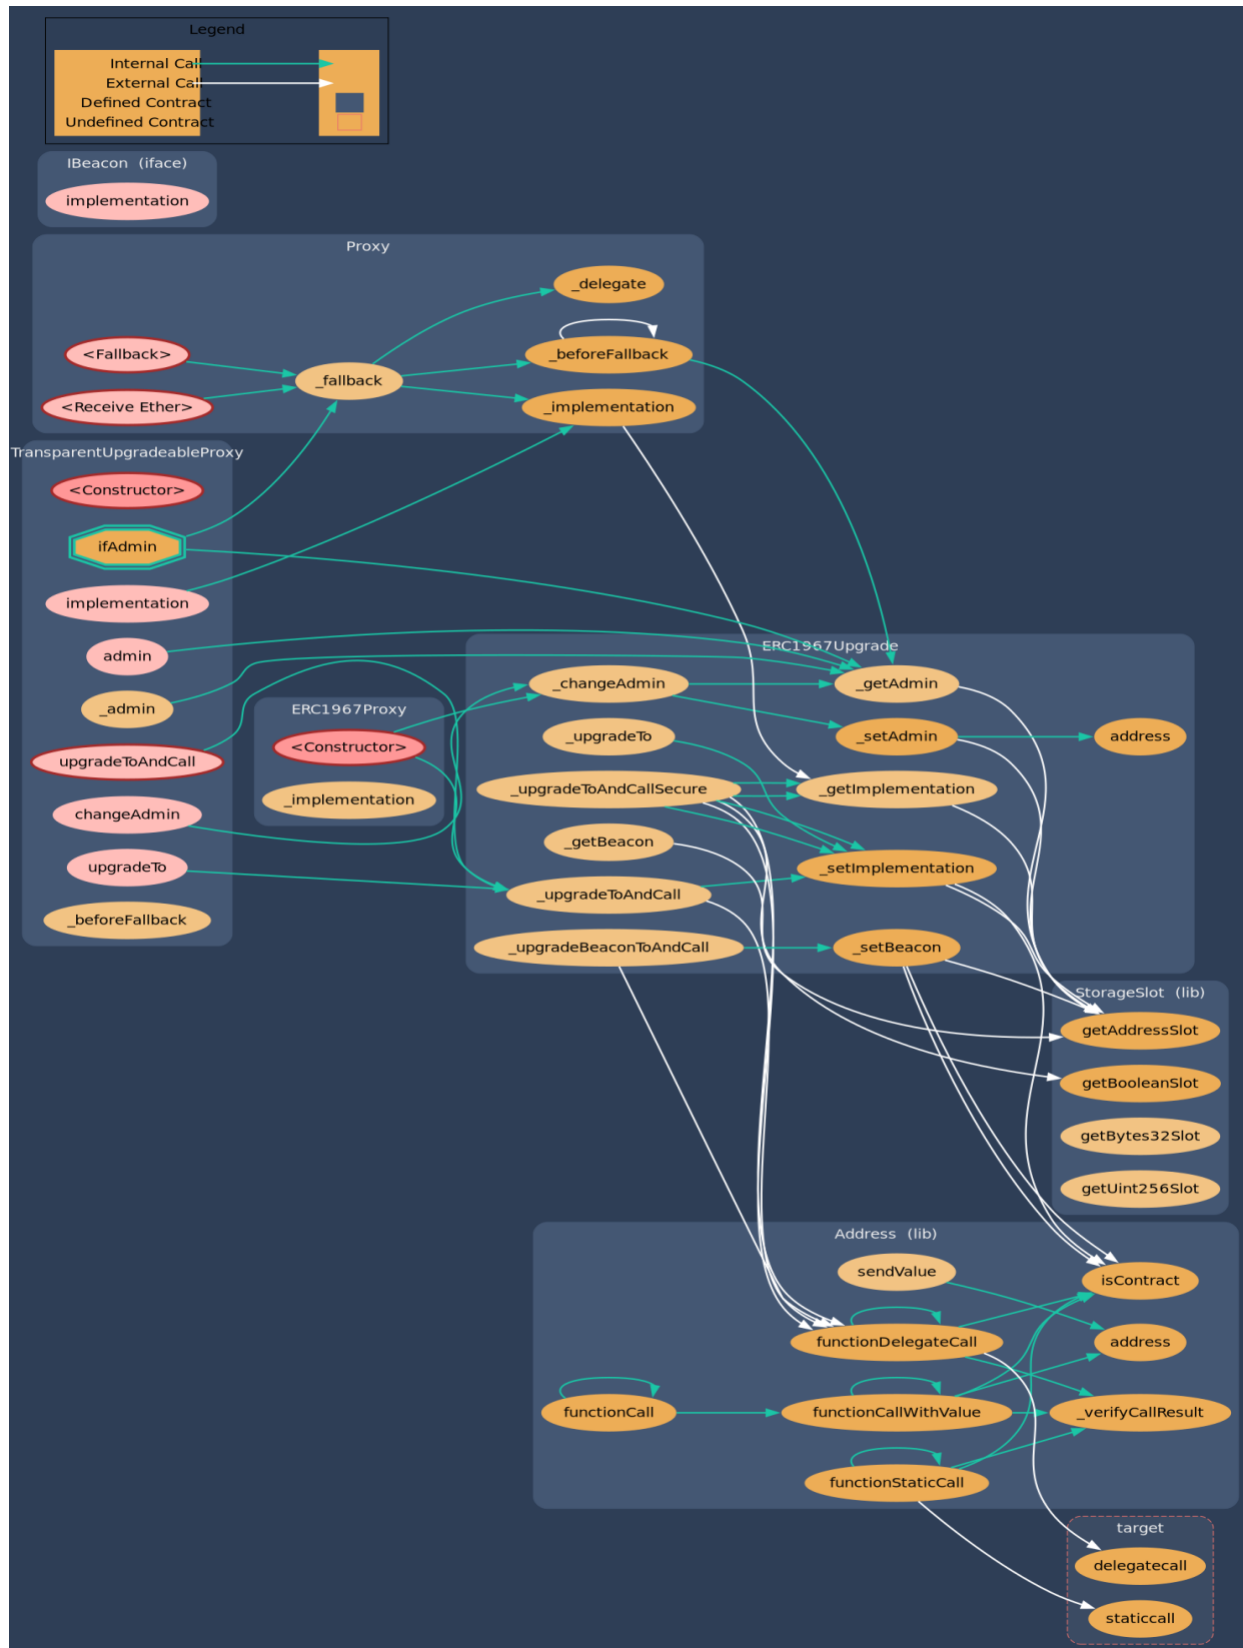 Legend
Internal Call
External Call
Defined Contract
Undefined Contract
IBeacon (iface)
implementation
Proxy
_delegate
<Fallback>
_beforeFallback
_fallback
<Receive Ether>
_implementation
TransparentUpgradeableProxy
<Constructor>
ifAdmin
implementation
admin
_admin
upgradeToAndCall
changeAdmin
upgradeTo
_beforeFallback
ERC1967Proxy
<Constructor>
_implementation
ERC1967Upgrade
_changeAdmin
_getAdmin
_upgradeTo
_setAdmin
address
_upgradeToAndCallSecure
_getImplementation
_getBeacon
_setImplementation
_upgradeToAndCall
_upgradeBeaconToAndCall
_setBeacon
StorageSlot (lib)
getAddressSlot
getBooleanSlot
getBytes32Slot
getUint256Slot
Address (lib)
sendValue
isContract
functionDelegateCall
address
functionCall
functionCallWithValue
_verifyCallResult
functionStaticCall
target
delegatecall
staticcall